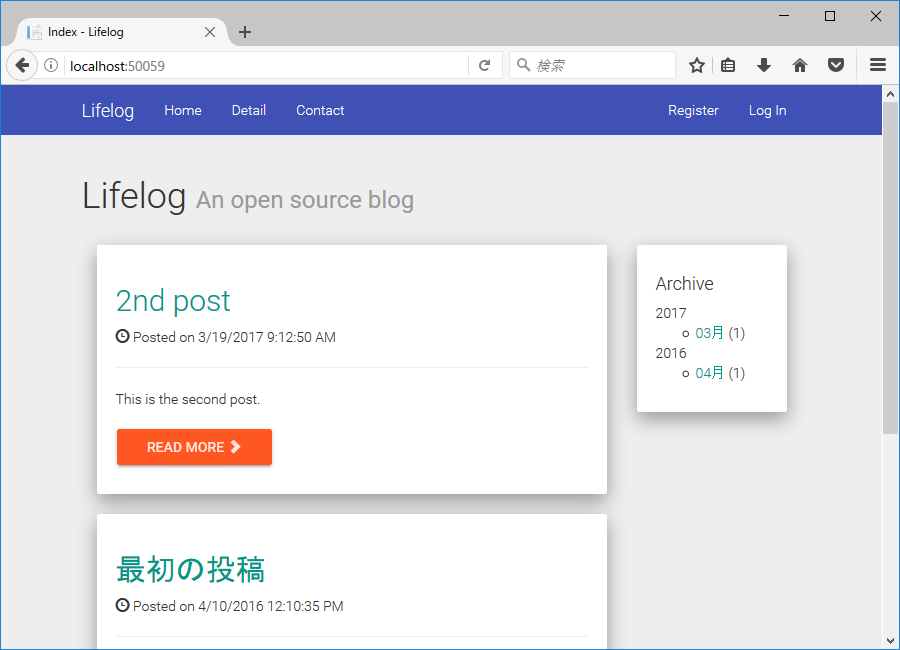 Index - Lifelog
localhost:50059
検索
Lifelog Home Detail Contact Register Log In
Lifelog An open source blog
2nd post
Posted on 3/19/2017 9:12:50 AM
This is the second post.
READ MORE
最初の投稿
Posted on 4/10/2016 12:10:35 PM
Archive
2017
03月 (1)
2016
04月 (1)